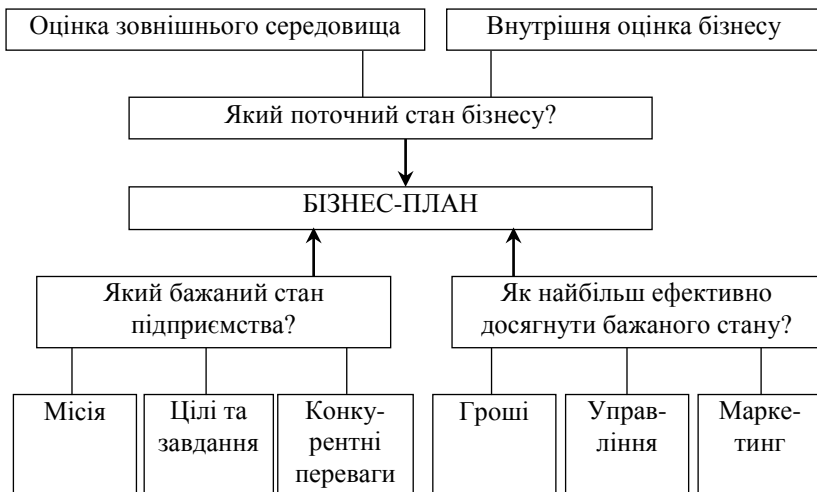 Оцінка зовнішнього середовища
Внутрішня оцінка бізнесу
Який поточний стан бізнесу?
БІЗНЕС-ПЛАН
Який бажаний стан
підприємства?
Як найбільш ефективно
досягнути бажаного стану?
Місія
Цілі та
завдання
Конку-
рентні
переваги
Гроші
Управ-
ління
Марке-
тинг